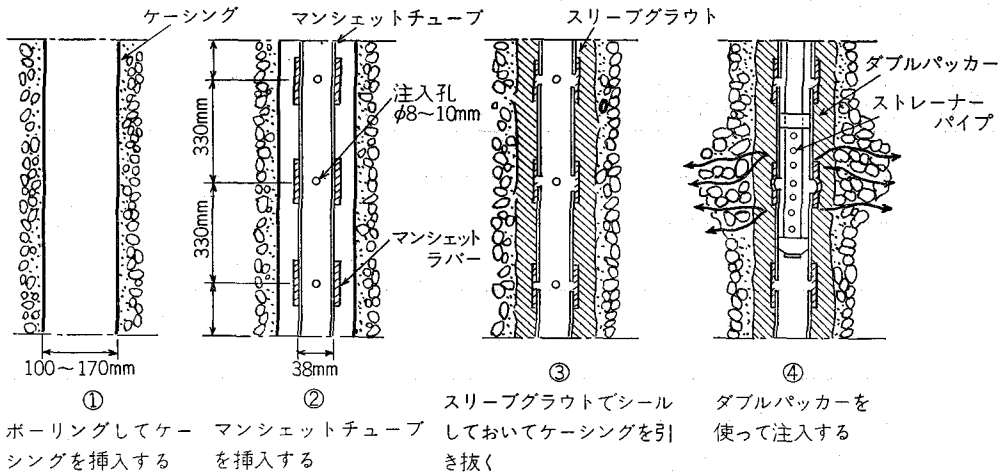 ケーシング
マンシェットチューブ
スリーブグラウト
ダブルパッカー
ストレーナー
パイプ
注入孔
φ8〜10mm
マンシェット
ラバー
330mm
330mm
100〜170mm
38mm
①
ボーリングしてケー
シングを挿入する
②
マンシェットチューブ
を挿入する
③
スリーブグラウトでシール
しておいてケーシングを引
き抜く
④
ダブルパッカーを
使って注入する